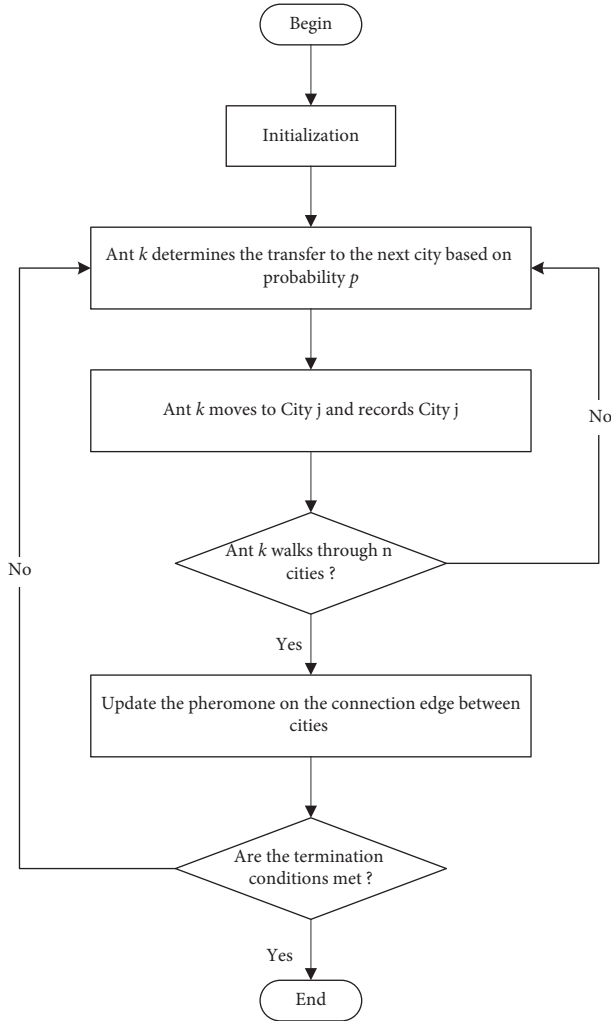 Begin
Initialization
Ant k determines the transfer to the next city based on
probability p
Ant k moves to City j and records City j
No
Ant k walks through n
cities ?
No
Yes
Update the pheromone on the connection edge between
cities
Are the termination
conditions met ?
Yes
End